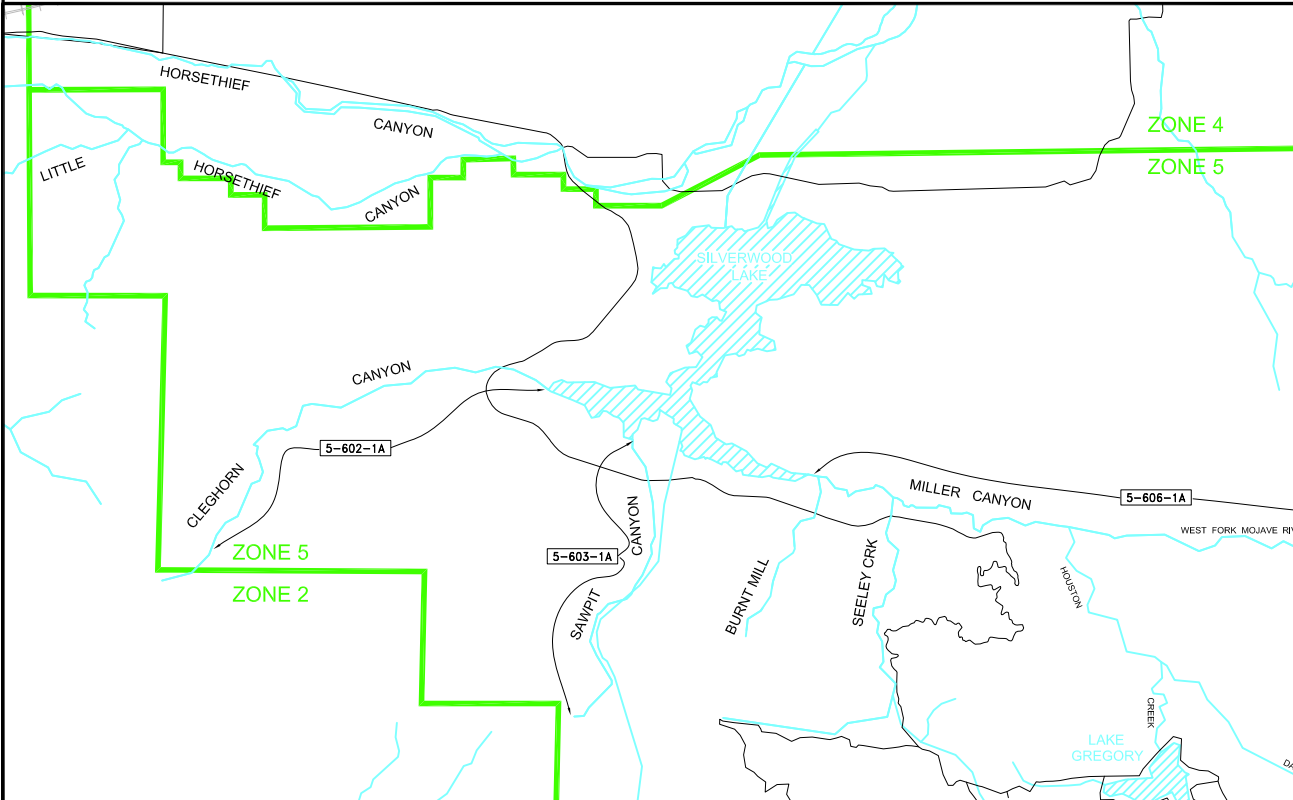 HORSETHIEF
CANYON
ZONE 4
ZONE 5
LITTLE
HORSETHIEF
CANYON
SILVERWOOD
LAKE
CANYON
5-602-1A
CLEGHORN
MILLER CANYON
5-606-1A
CANYON
WEST FORK MOJAVE RIV
ZONE 5
5-603-1A
ZONE 2
SAWPIT
BURNT MILL
SEELEY CRK
HOUSTON
CREEK
LAKE
GREGORY
DA